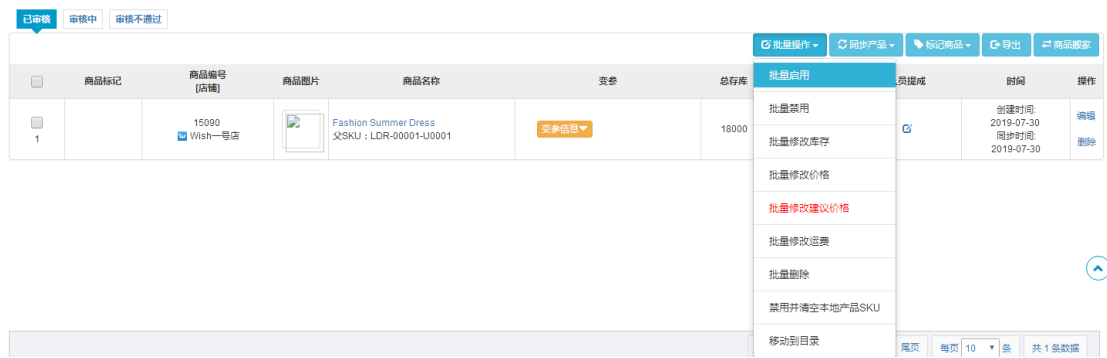 已审核 审核中 审核不通过
批量操作 同步产品 标记商品 导出 商品搬家
商品标记 商品编号 [店铺] 商品图片 商品名称 变参 总存库 员提成 时间 操作
批量启用
批量禁用
批量修改库存
批量修改价格
批量修改建议价格
批量修改运费
批量删除
禁用并清空本地产品SKU
移动到目录
1
15090
Wish一号店
Fashion Summer Dress
父SKU：LDR-00001-U0001
变参信息
18000
创建时间:
2019-07-30
同步时间:
2019-07-30
编辑
删除
尾页 每页 10 条 共 1 条数据